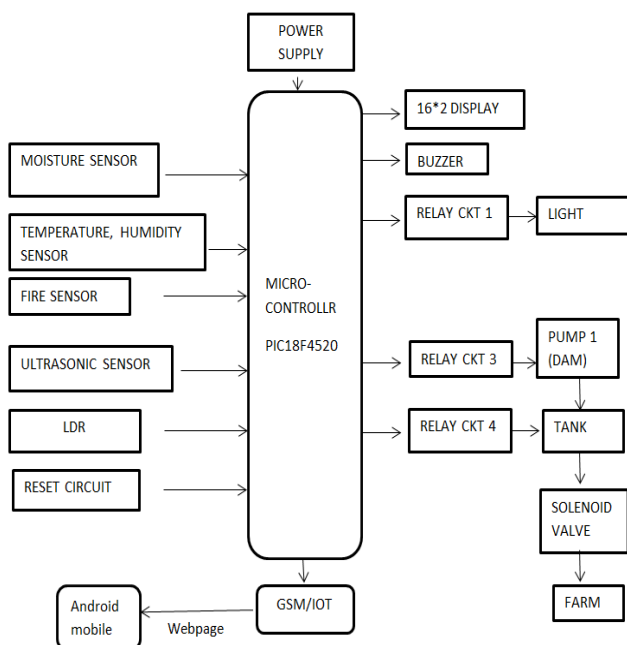 POWER
SUPPLY
16*2 DISPLAY
MOISTURE SENSOR
BUZZER
RELAY CKT 1
LIGHT
TEMPERATURE, HUMIDITY
SENSOR
FIRE SENSOR
MICRO-
CONTROLLR
PIC18F4520
ULTRASONIC SENSOR
RELAY CKT 3
PUMP 1
(DAM)
LDR
RELAY CKT 4
TANK
RESET CIRCUIT
SOLENOID
VALVE
GSM/IOT
Android
mobile
Webpage
FARM